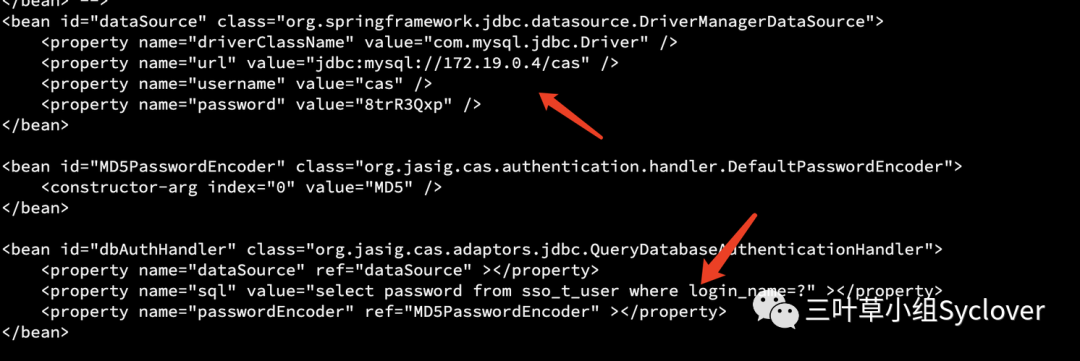 </bean> -->
<bean id="dataSource" class="org.springframework.jdbc.datasource.DriverManagerDataSource">
<property name="driverClassName" value="com.mysql.jdbc.Driver" />
<property name="url" value="jdbc:mysql://172.19.0.4/cas" />
<property name="username" value="cas" />
<property name="password" value="8trR3Qxp" />
</bean>
<bean id="MD5PasswordEncoder" class="org.jasig.cas.authentication.handler.DefaultPasswordEncoder">
<constructor-arg index="0" value="MD5" />
</bean>
<bean id="dbAuthHandler" class="org.jasig.cas.adaptors.jdbc.QueryDatabaseAuthenticationHandler">
<property name="dataSource" ref="dataSource" ></property>
<property name="sql" value="select password from sso_t_user where login_name=?" ></property>
<property name="passwordEncoder" ref="MD5PasswordEncoder" ></property>
</bean>
三叶草小组Syclover